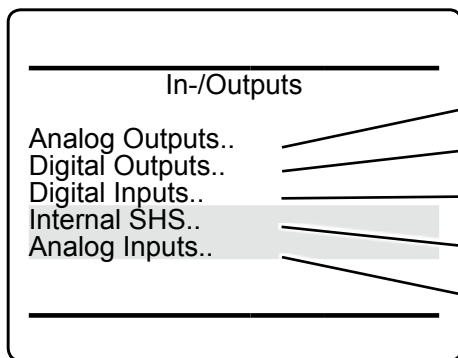 In-/Outputs
Analog Outputs..
Digital Outputs..
Digital Inputs..
Internal SHS..
Analog Inputs..